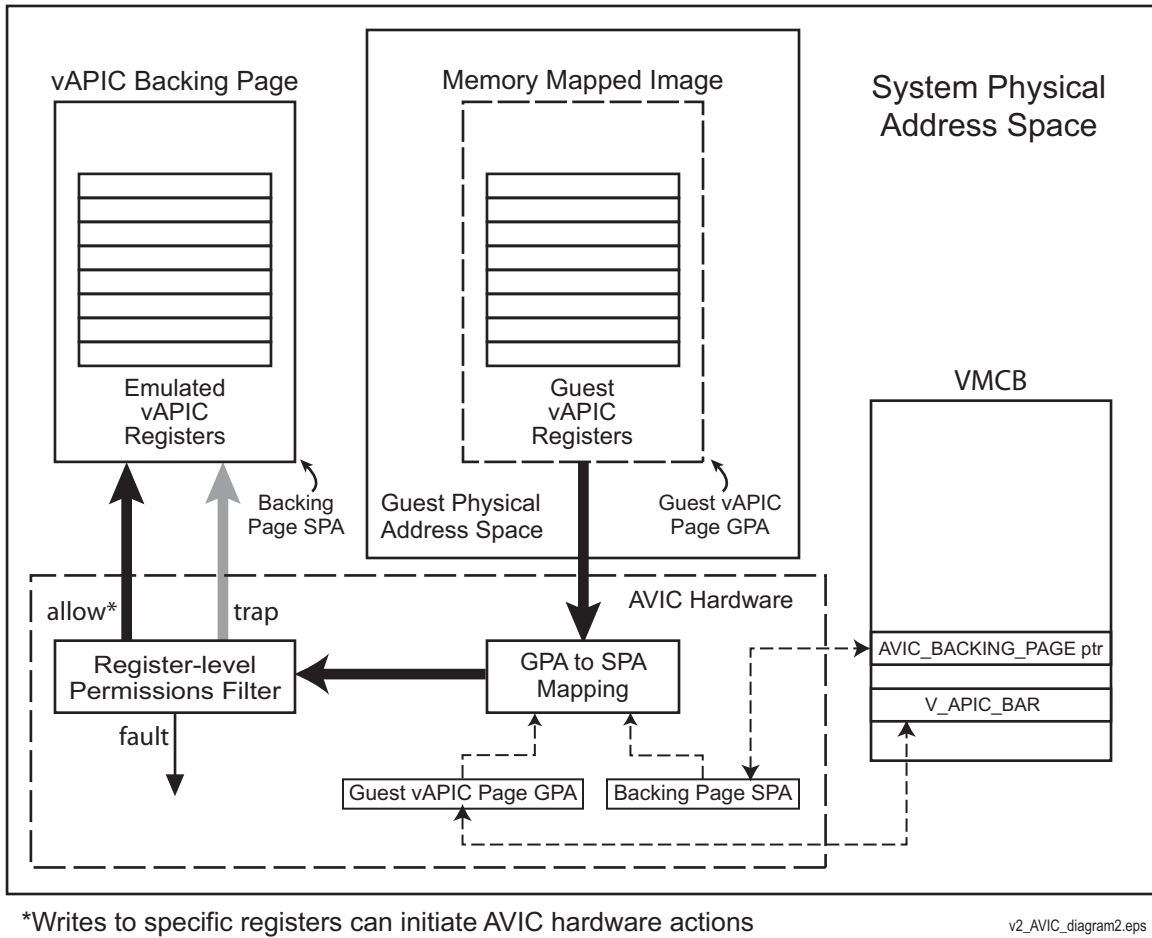 vAPIC Backing Page
Memory Mapped Image
System Physical
Address Space
Emulated
vAPIC
Registers
Guest
vAPIC
Registers
VMCB
Backing
Page SPA
Guest Physical
Address Space
Guest vAPIC
Page GPA
allow*
trap
AVIC Hardware
Register-level
Permissions Filter
GPA to SPA
Mapping
AVIC_BACKING_PAGE ptr
V_APIC_BAR
fault
Guest vAPIC Page GPA
Backing Page SPA
*Writes to specific registers can initiate AVIC hardware actions
v2_AVIC_diagram2.eps